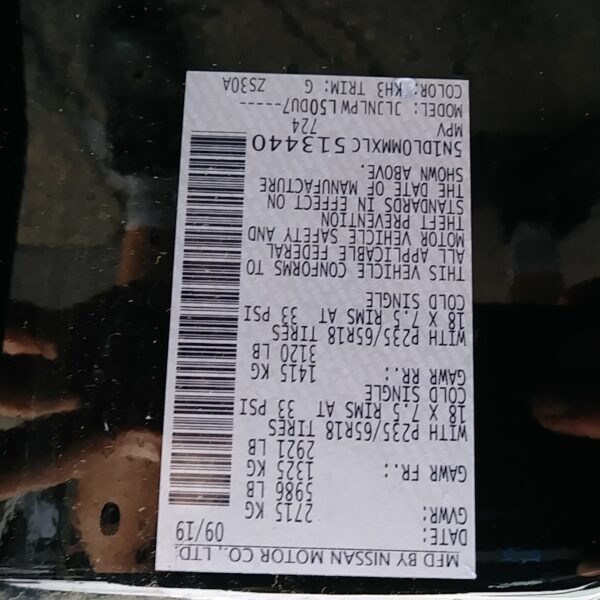 MFD BY NISSAN MOTOR CO., LTD.
DATE: 09/19
GVWR: 2715 KG
5986 LB
GAWR FR.: 1325 KG
2921 LB
WITH P235/65R18 TIRES
18 X 7.5 RIMS AT 33 PSI
COLD SINGLE
GAWR RR.: 1415 KG
3120 LB
WITH P235/65R18 TIRES
18 X 7.5 RIMS AT 33 PSI
COLD SINGLE
THIS VEHICLE CONFORMS TO
ALL APPLICABLE FEDERAL
MOTOR VEHICLE SAFETY AND
THEFT PREVENTION
STANDARDS IN EFFECT ON
THE DATE OF MANUFACTURE
SHOWN ABOVE.
5N1DL0MMXLC513440
MPV 724
MODEL: JLJNLPWL50DU7-----
COLOR: KH3 TRIM: G ZS30A